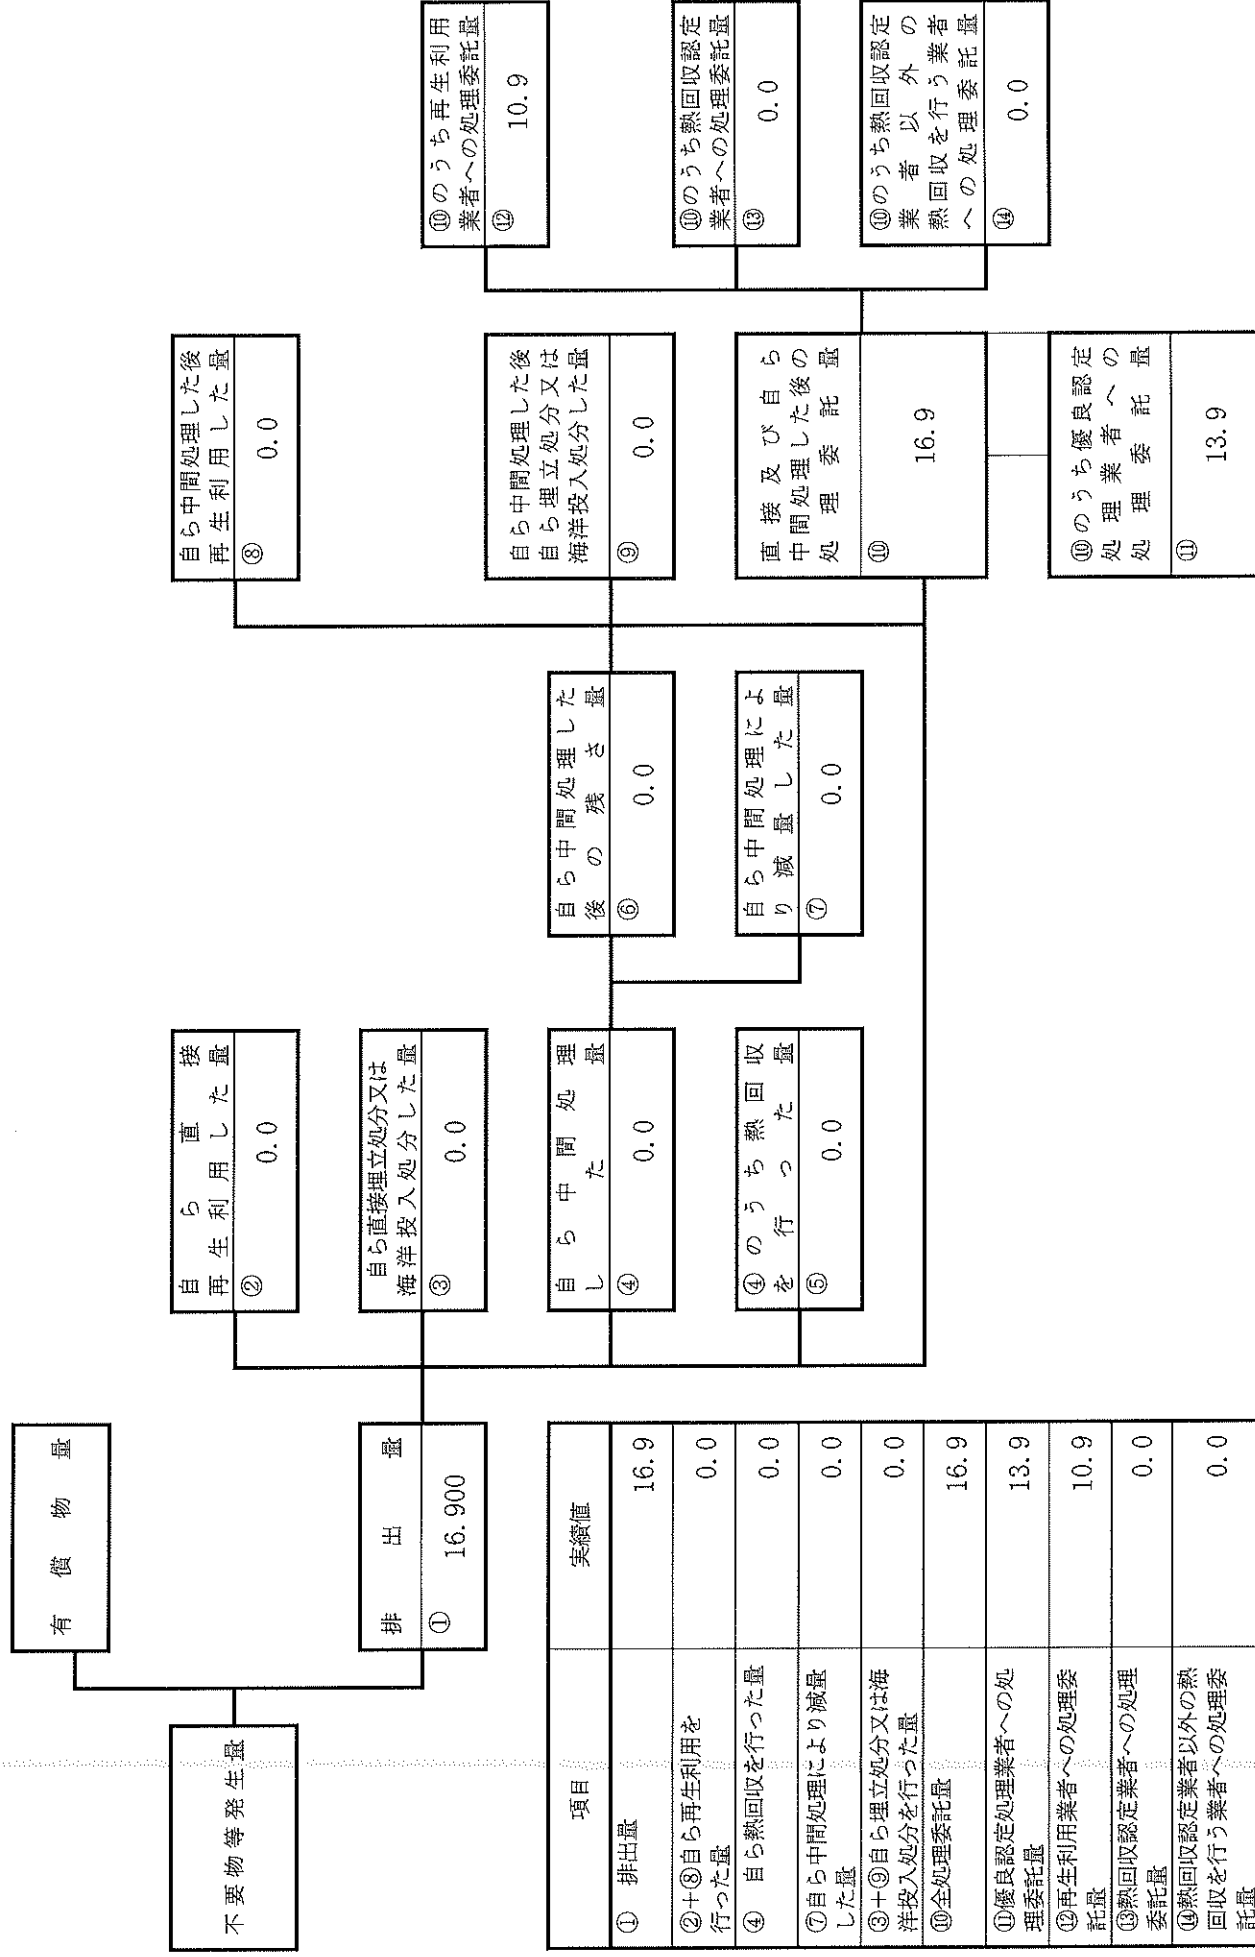 不要物等発生量
有償物量
排出量
① 16.900
自ら直接
再生利用した量
② 0.0
自ら直接埋立処分又は
海洋投入処分した量
③ 0.0
自ら中間処理
した量
④ 0.0
④のうち熱回収
を行った量
⑤ 0.0
自ら中間処理した
後の残さ量
⑥ 0.0
自ら中間処理によ
り減量した量
⑦ 0.0
自ら中間処理した後
再生利用した量
⑧ 0.0
自ら中間処理した後
自ら埋立処分又は
海洋投入処分した量
⑨ 0.0
直接及び自ら
中間処理した後の
処理委託量
⑩ 16.9
⑩のうち優良認定
処理業者への
処理委託量
⑪ 13.9
⑩のうち再生利用
業者への処理委託量
⑫ 10.9
⑩のうち熱回収認定
業者への処理委託量
⑬ 0.0
⑩のうち熱回収認定
業者以外の
熱回収を行う業者
への処理委託量
⑭ 0.0
項目 実績値
① 排出量 16.9
②+⑧自ら再生利用を
行った量 0.0
④ 自ら熱回収を行った量 0.0
⑦自ら中間処理により減量
した量 0.0
③+⑨自ら埋立処分又は海
洋投入処分を行った量 0.0
⑩全処理委託量 16.9
⑪優良認定処理業者への処
理委託量 13.9
⑫再生利用業者への処理委
託量 10.9
⑬熱回収認定業者への処理
委託量 0.0
⑭熱回収認定業者以外の熱
回収を行う業者への処理委
託量 0.0